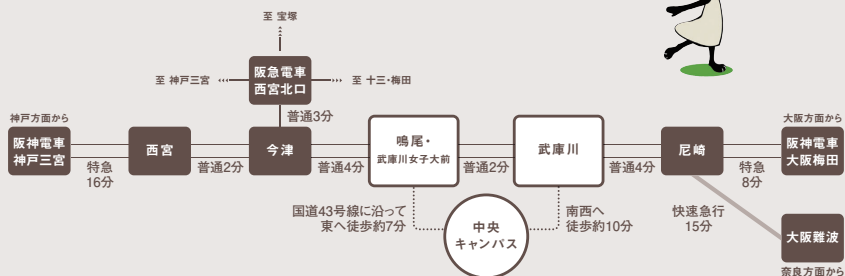 至 宝塚
阪急電車
西宮北口
至 神戸三宮
至 十三・梅田
普通3分
神戸方面から
阪神電車
神戸三宮
特急
16分
西宮
普通2分
今津
普通4分
鳴尾・
武庫川女子大前
普通2分
武庫川
普通4分
尼崎
特急
8分
大阪方面から
阪神電車
大阪梅田
国道43号線に沿って
東へ徒歩約7分
中央
キャンパス
南西へ
徒歩約10分
快速急行
15分
大阪難波
奈良方面から